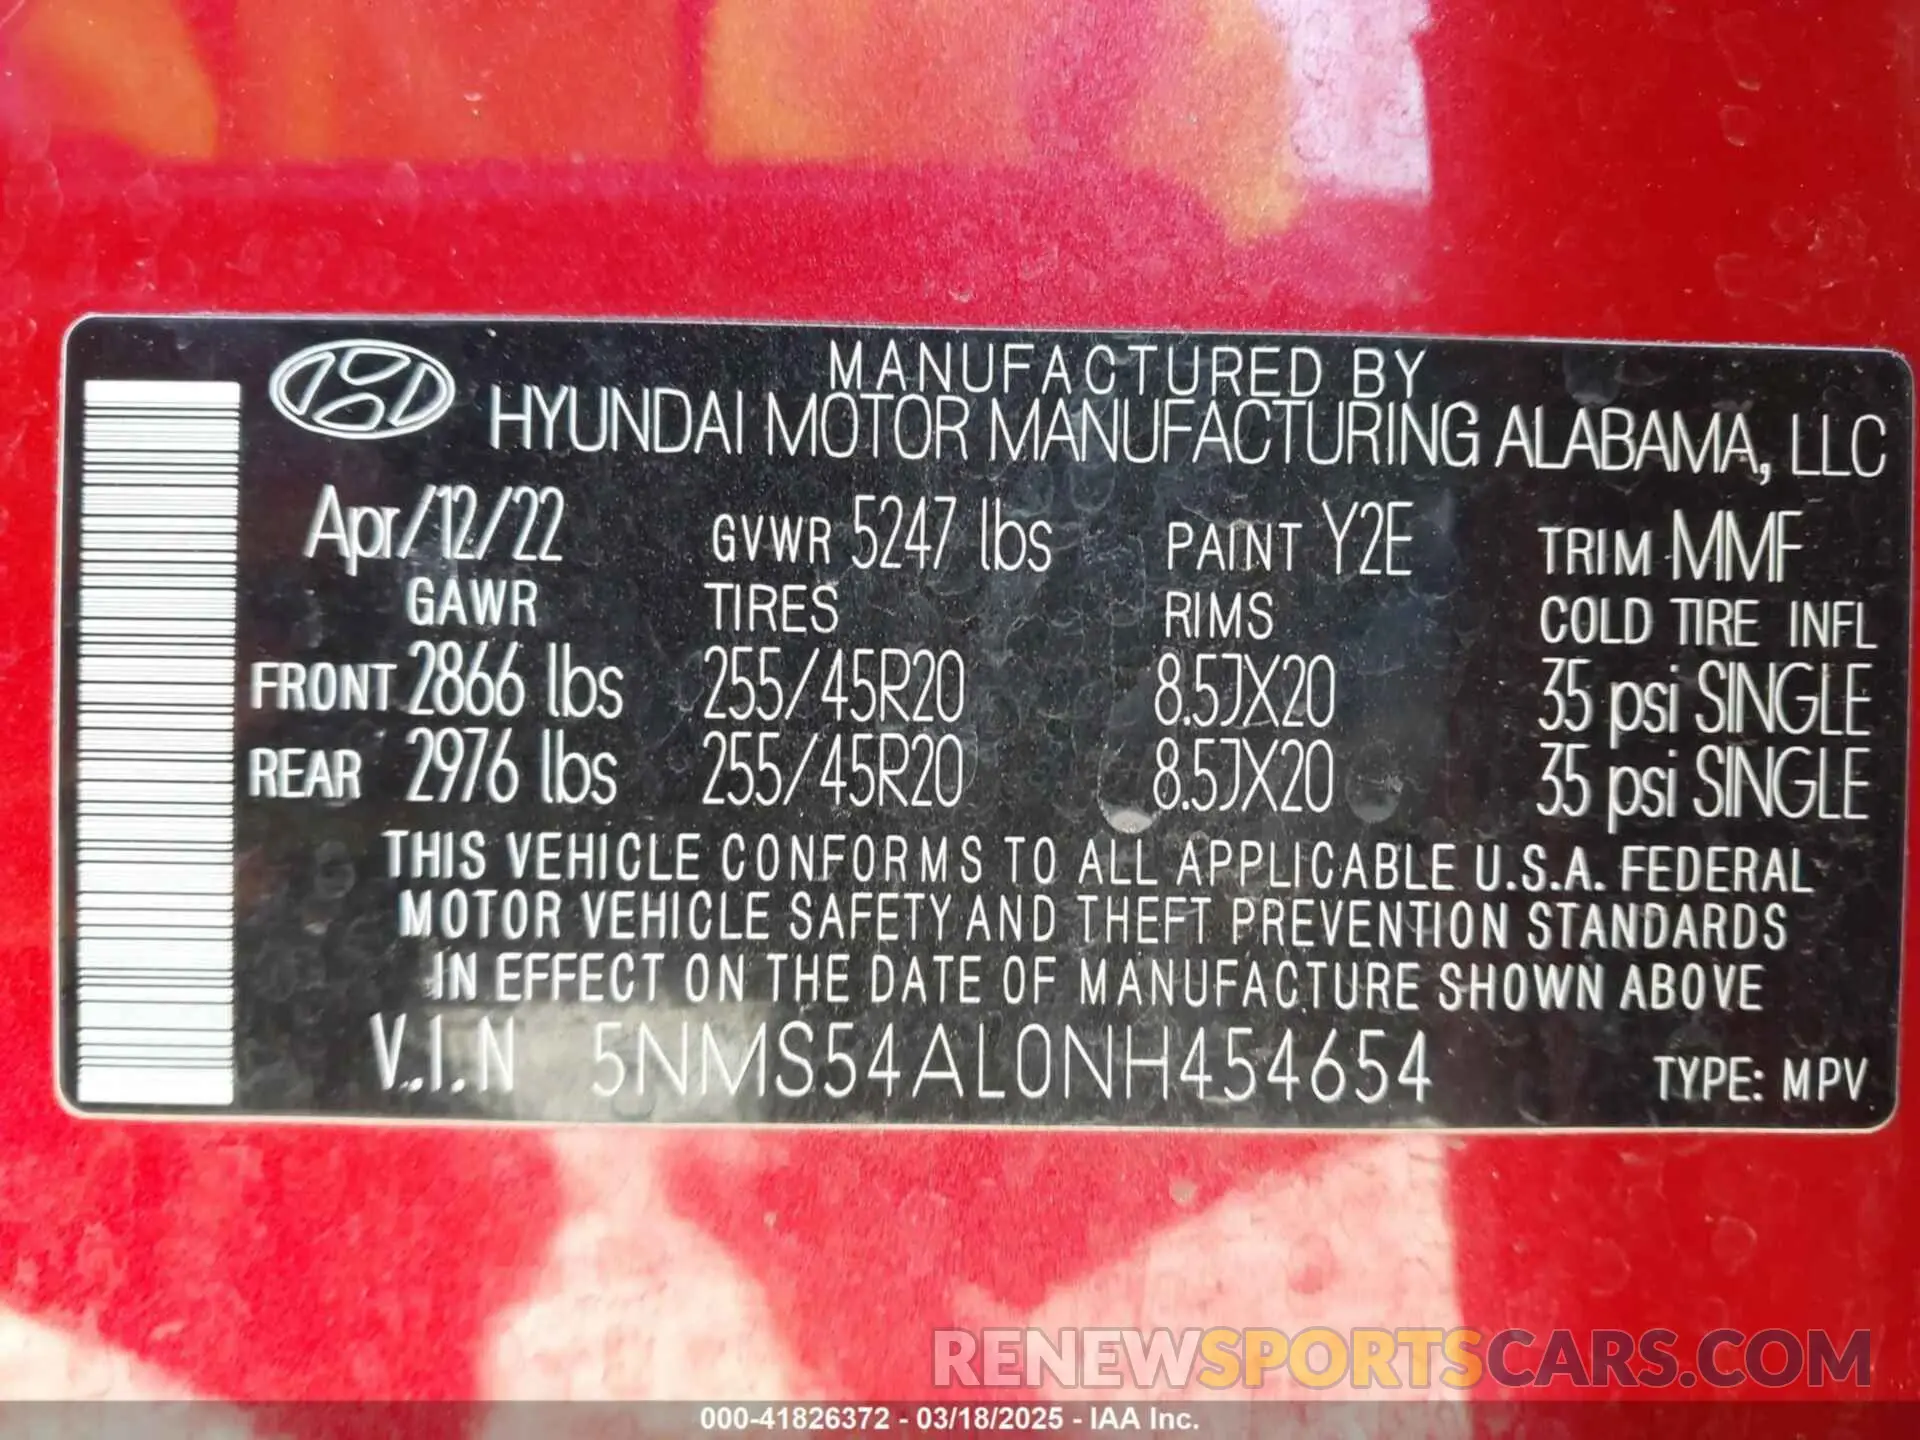 MANUFACTURED BY
HYUNDAI MOTOR MANUFACTURING ALABAMA, LLC
Apr/12/22 GVWR 5247 lbs PAINT Y2E TRIM MMF
GAWR TIRES RIMS COLD TIRE INFL
FRONT 2866 lbs 255/45R20 8.5JX20 35 psi SINGLE
REAR 2976 lbs 255/45R20 8.5JX20 35 psi SINGLE
THIS VEHICLE CONFORMS TO ALL APPLICABLE U.S.A. FEDERAL
MOTOR VEHICLE SAFETY AND THEFT PREVENTION STANDARDS
IN EFFECT ON THE DATE OF MANUFACTURE SHOWN ABOVE
V.I.N 5NMS54AL0NH454654 TYPE: MPV
RENEWSPORTSCARS.COM
000-41826372 - 03/18/2025 - IAA Inc.